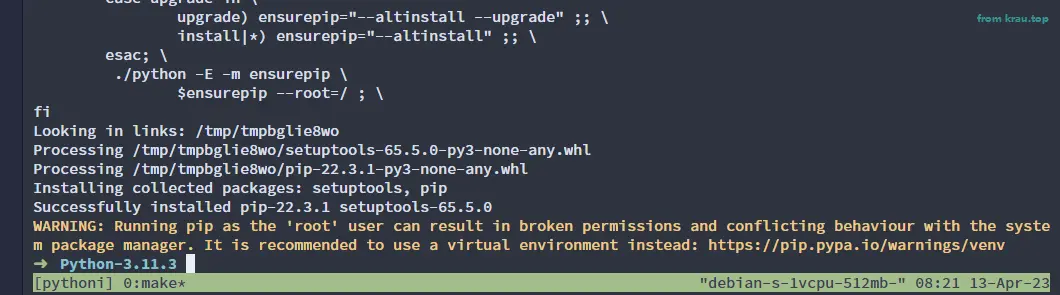 case upgrade in \
upgrade) ensurepip="--altinstall --upgrade" ;; \
from krau.top
install|*) ensurepip="--altinstall" ;; \
esac; \
./python -E -m ensurepip \
$ensurepip --root=/ ; \
fi
Looking in links: /tmp/tmpbglie8wo
Processing /tmp/tmpbglie8wo/setuptools-65.5.0-py3-none-any.whl
Processing /tmp/tmpbglie8wo/pip-22.3.1-py3-none-any.whl
Installing collected packages: setuptools, pip
Successfully installed pip-22.3.1 setuptools-65.5.0
WARNING: Running pip as the 'root' user can result in broken permissions and conflicting behaviour with the syste
m package manager. It is recommended to use a virtual environment instead: https://pip.pypa.io/warnings/venv
➜ Python-3.11.3
[pythoni] 0:make* "debian-s-1vcpu-512mb-" 08:21 13-Apr-23